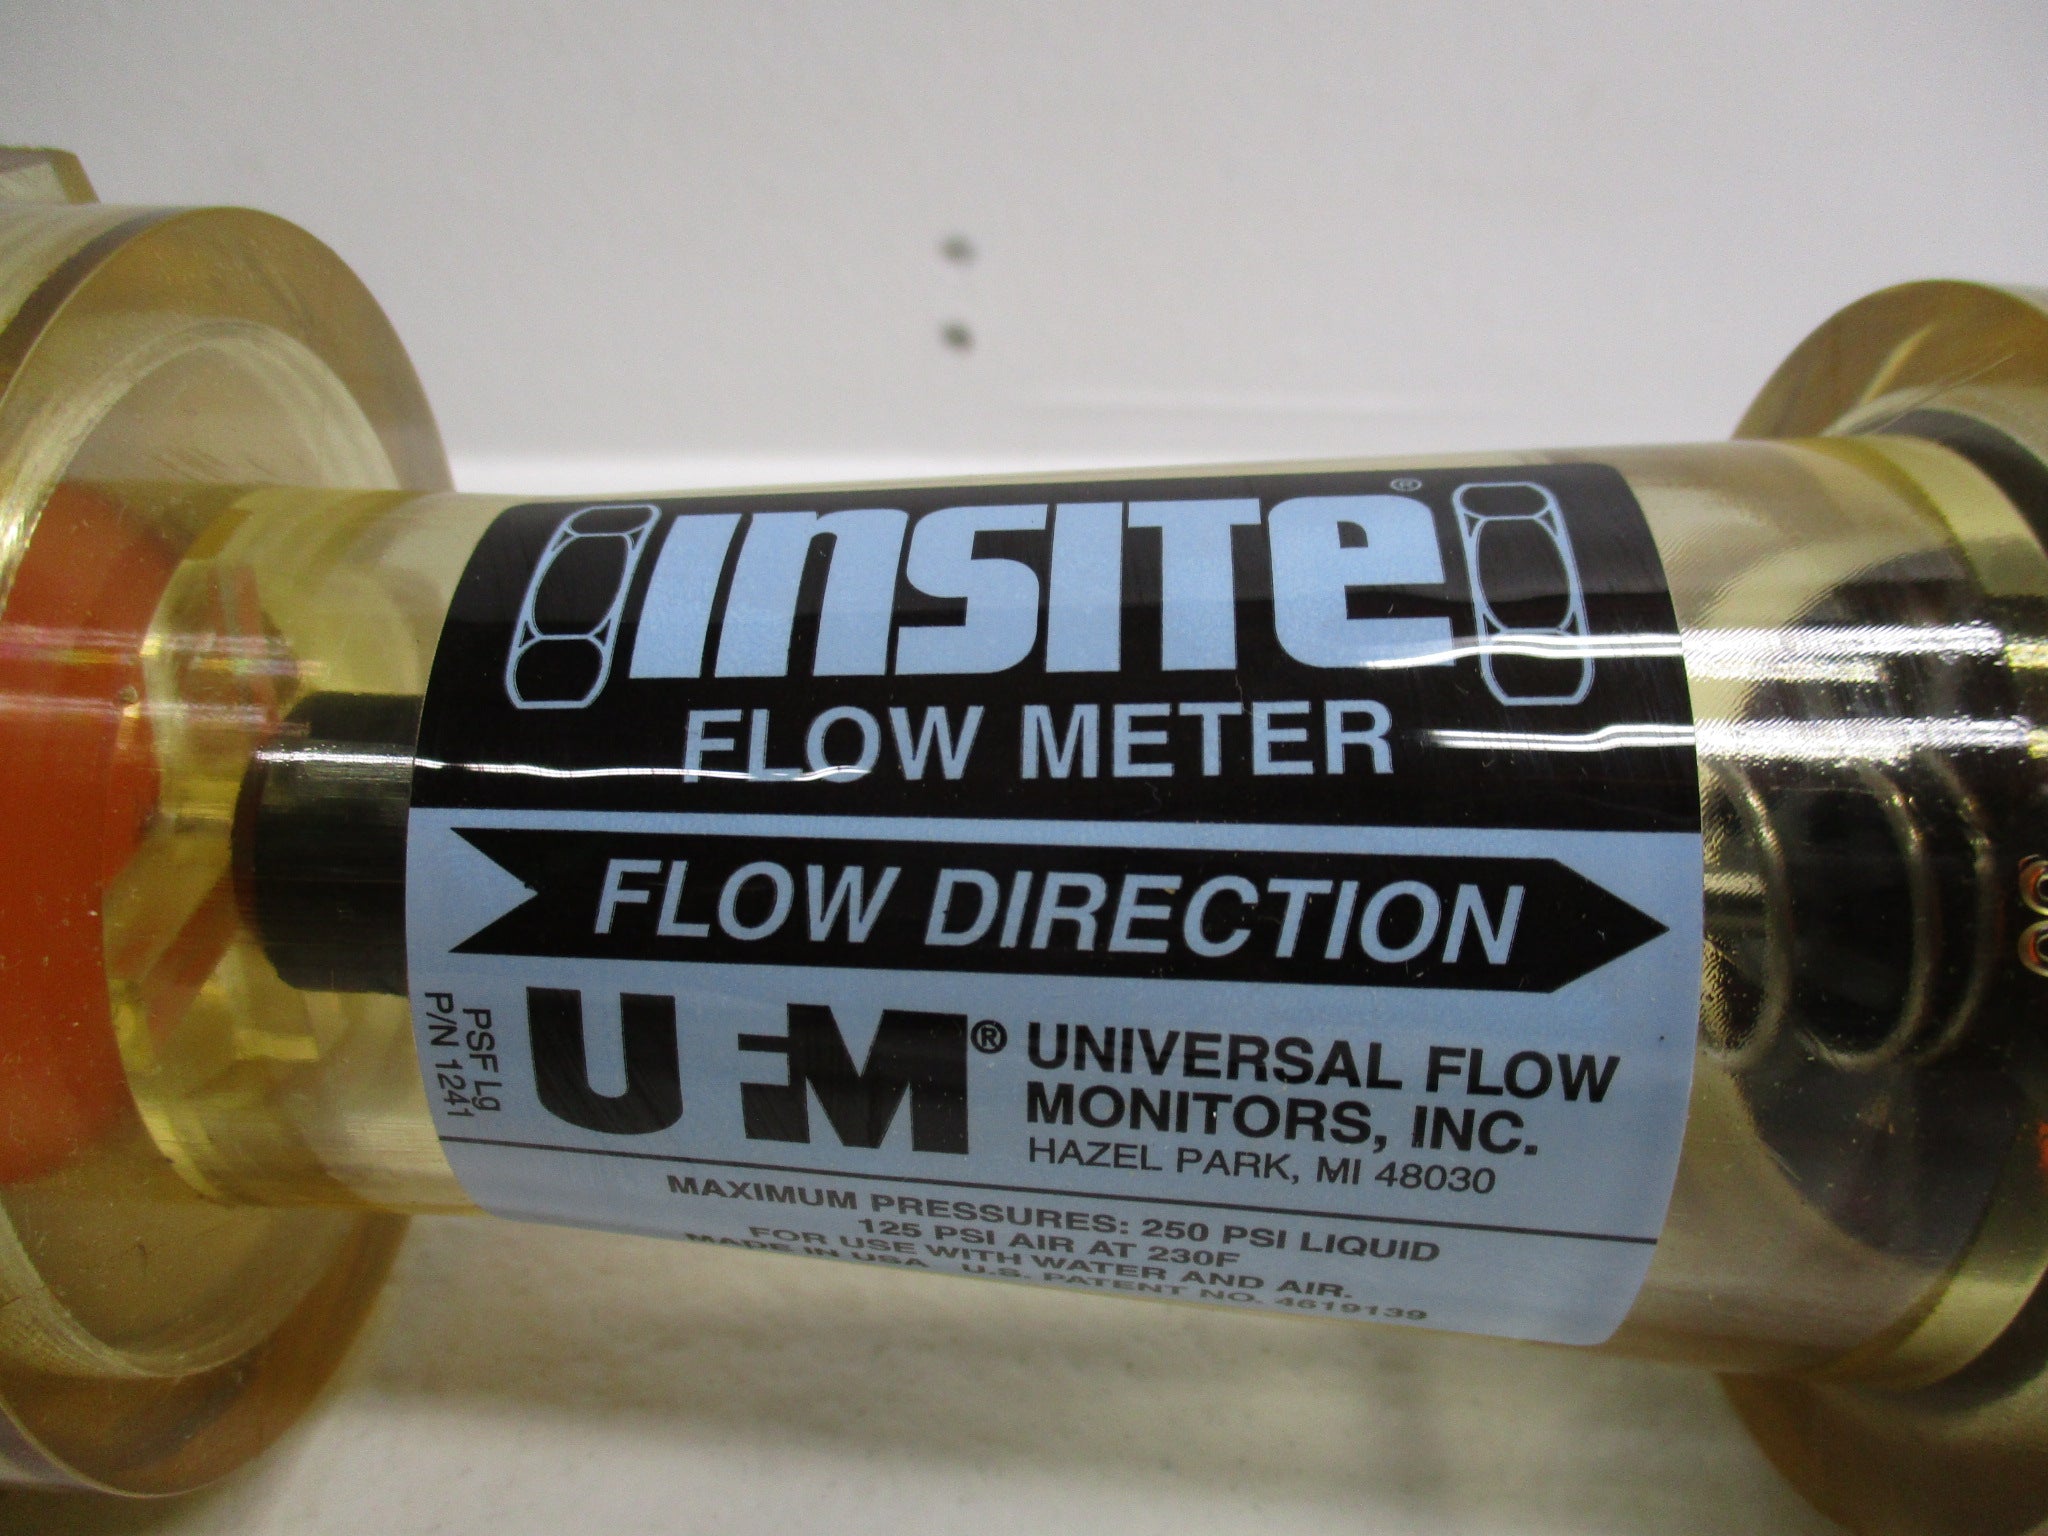 INSITE®
FLOW METER
FLOW DIRECTION
PSF Lg
P/N 1241
UFM®
UNIVERSAL FLOW
MONITORS, INC.
HAZEL PARK, MI 48030
MAXIMUM PRESSURES: 250 PSI LIQUID
125 PSI AIR AT 230F
FOR USE WITH WATER AND AIR.
MADE IN USA U.S. PATENT NO. 4619139